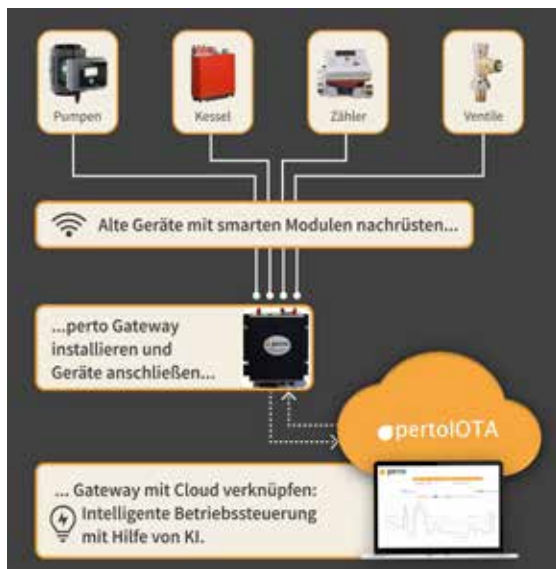 Pumpen
Kessel
Zähler
Ventile
Alte Geräte mit smarten Modulen nachrüsten...
...perto Gateway
installieren und
Geräte anschließen...
pertoIOTA
perto
... Gateway mit Cloud verknüpfen:
Intelligente Betriebssteuerung
mit Hilfe von KI.